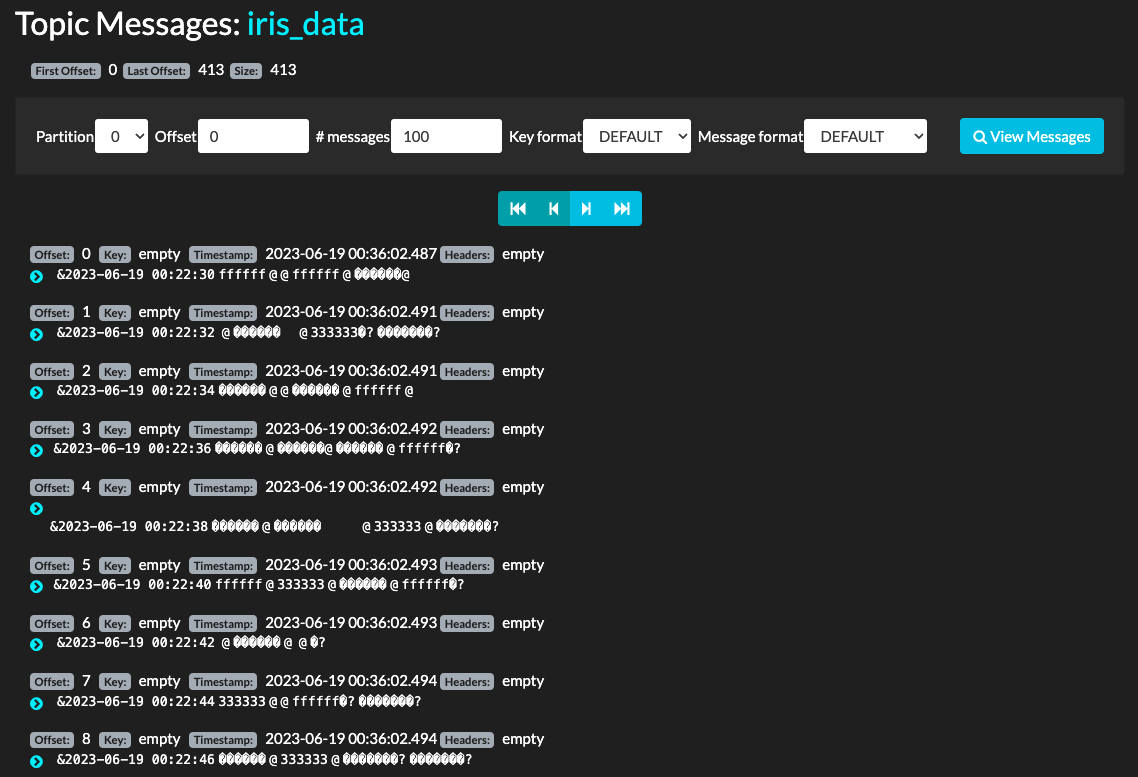 Topic Messages: iris_data
First Offset: 0 Last Offset: 413 Size: 413
Partition 0 Offset 0 # messages 100 Key format DEFAULT Message format DEFAULT View Messages
Offset: 0 Key: empty Timestamp: 2023-06-19 00:36:02.487 Headers: empty
&2023-06-19 00:22:30 ffffff @ @ ffffff @ ������@
Offset: 1 Key: empty Timestamp: 2023-06-19 00:36:02.491 Headers: empty
&2023-06-19 00:22:32 @ ������ @ 333333�? �������?
Offset: 2 Key: empty Timestamp: 2023-06-19 00:36:02.491 Headers: empty
&2023-06-19 00:22:34 ������ @ @ ������ @ ffffff @
Offset: 3 Key: empty Timestamp: 2023-06-19 00:36:02.492 Headers: empty
&2023-06-19 00:22:36 ������ @ ������@ ������ @ ffffff�?
Offset: 4 Key: empty Timestamp: 2023-06-19 00:36:02.492 Headers: empty
&2023-06-19 00:22:38 ������ @ ������ @ 333333 @ �������?
Offset: 5 Key: empty Timestamp: 2023-06-19 00:36:02.493 Headers: empty
&2023-06-19 00:22:40 ffffff @ 333333 @ ������ @ ffffff�?
Offset: 6 Key: empty Timestamp: 2023-06-19 00:36:02.493 Headers: empty
&2023-06-19 00:22:42 @ ������ @ @ �?
Offset: 7 Key: empty Timestamp: 2023-06-19 00:36:02.494 Headers: empty
&2023-06-19 00:22:44 333333 @ @ ffffff�? �������?
Offset: 8 Key: empty Timestamp: 2023-06-19 00:36:02.494 Headers: empty
&2023-06-19 00:22:46 ������ @ 333333 @ �������? �������?